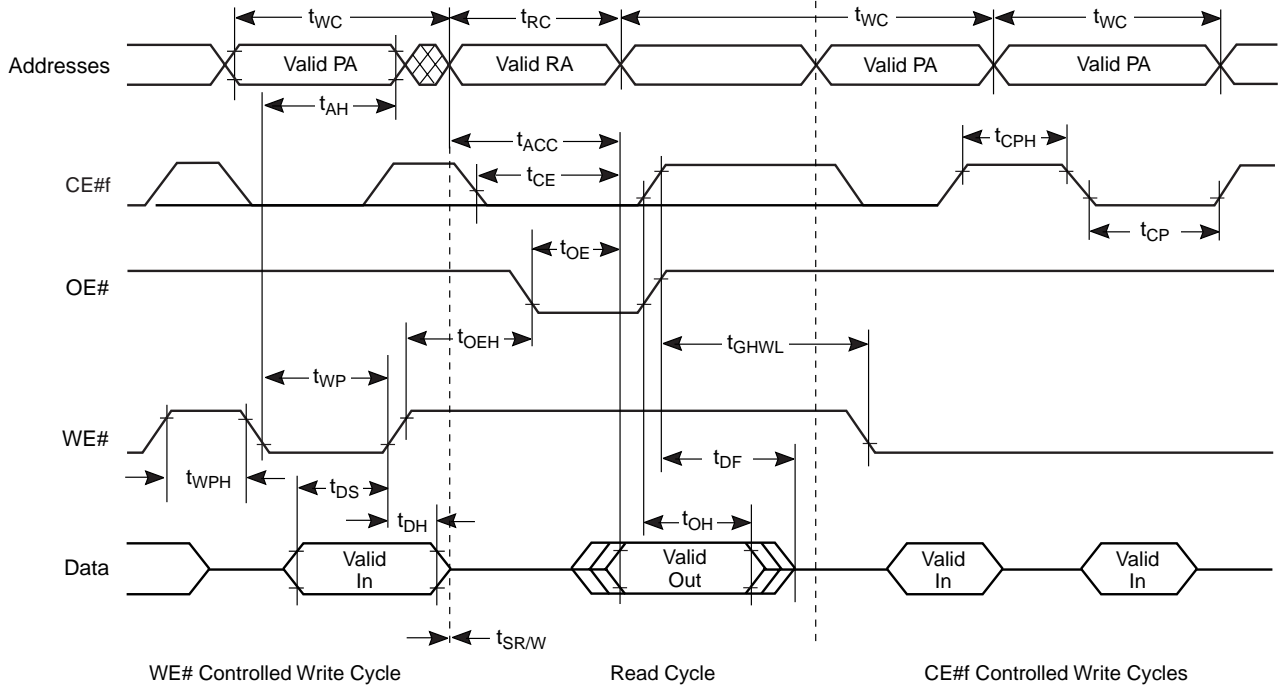 tWC tRC tWC tWC
Addresses Valid PA Valid RA Valid PA Valid PA
tAH
tACC tCPH
CE#f tCE
tOE tCP
OE#
tOEH tGHWL
tWP
WE#
tDF
tWPH tDS
tDH tOH
Data Valid In Valid Out Valid In Valid In
tSR/W
WE# Controlled Write Cycle Read Cycle CE#f Controlled Write Cycles